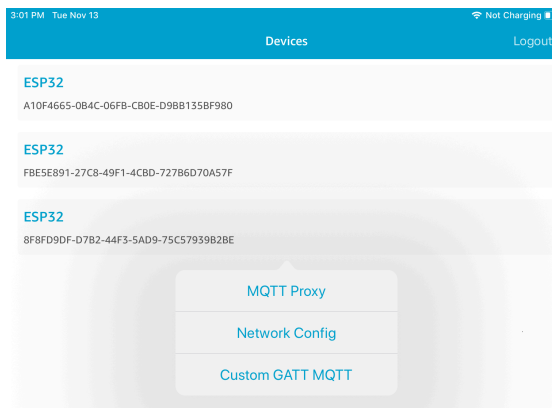 3:01 PM Tue Nov 13 Not Charging
Devices Logout
ESP32
A10F4665-0B4C-06FB-CB0E-D9BB135BF980
ESP32
FBE5E891-27C8-49F1-4CBD-727B6D70A57F
ESP32
8F8FD9DF-D7B2-44F3-5AD9-75C57939B2BE
MQTT Proxy
Network Config
Custom GATT MQTT